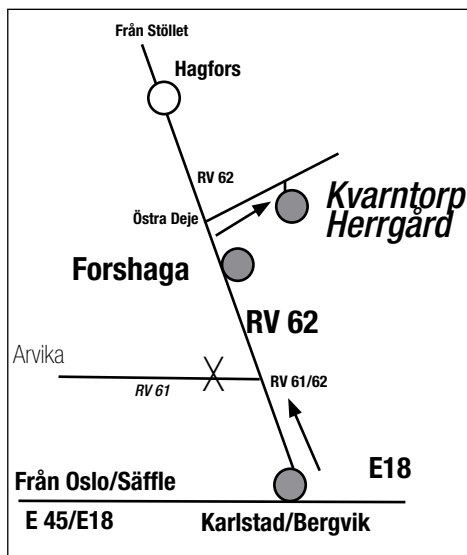 Från Stöllet
Hagfors
RV 62
Östra Deje
Kvarntorp
Herrgård
Forshaga
RV 62
Arvika
RV 61
RV 61/62
E18
Från Oslo/Säffle
E 45/E18
Karlstad/Bergvik